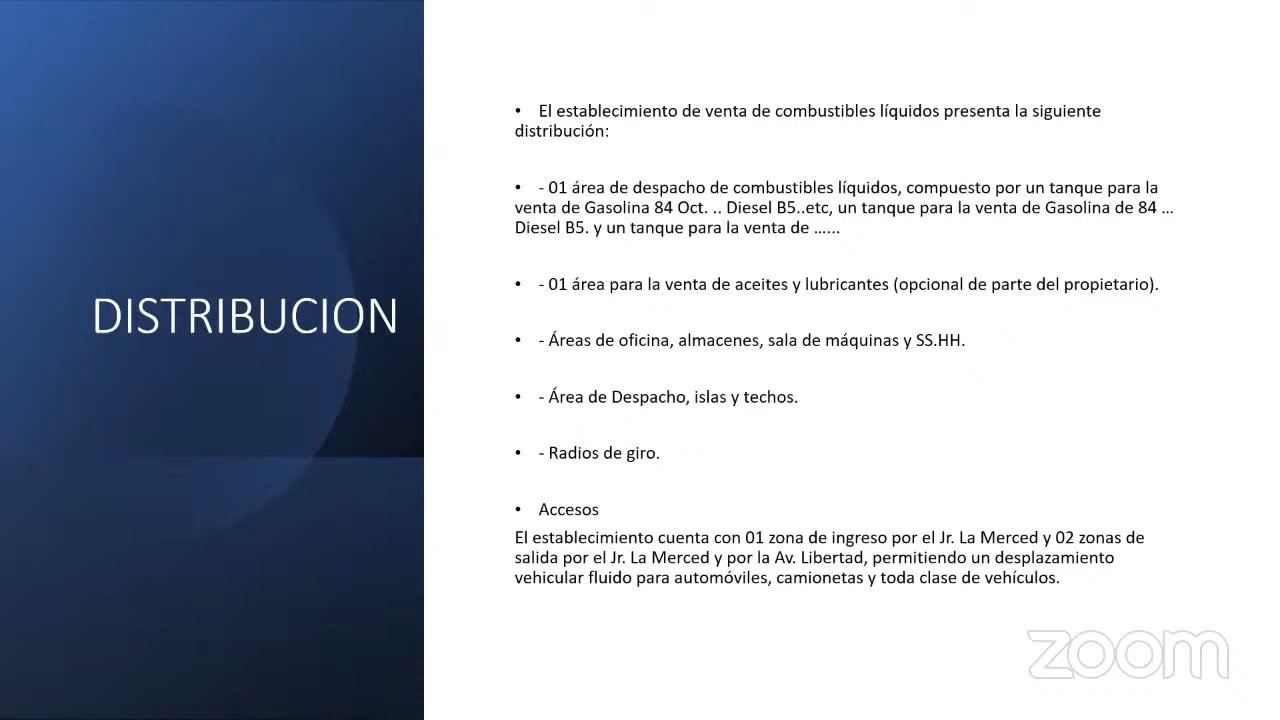 DISTRIBUCION
• El establecimiento de venta de combustibles líquidos presenta la siguiente
distribución:
• - 01 área de despacho de combustibles líquidos, compuesto por un tanque para la
venta de Gasolina 84 Oct. .. Diesel B5..etc, un tanque para la venta de Gasolina de 84 ...
Diesel B5. y un tanque para la venta de ......
• - 01 área para la venta de aceites y lubricantes (opcional de parte del propietario).
• - Áreas de oficina, almacenes, sala de máquinas y SS.HH.
• - Área de Despacho, islas y techos.
• - Radios de giro.
• Accesos
El establecimiento cuenta con 01 zona de ingreso por el Jr. La Merced y 02 zonas de
salida por el Jr. La Merced y por la Av. Libertad, permitiendo un desplazamiento
vehicular fluido para automóviles, camionetas y toda clase de vehículos.
zoom